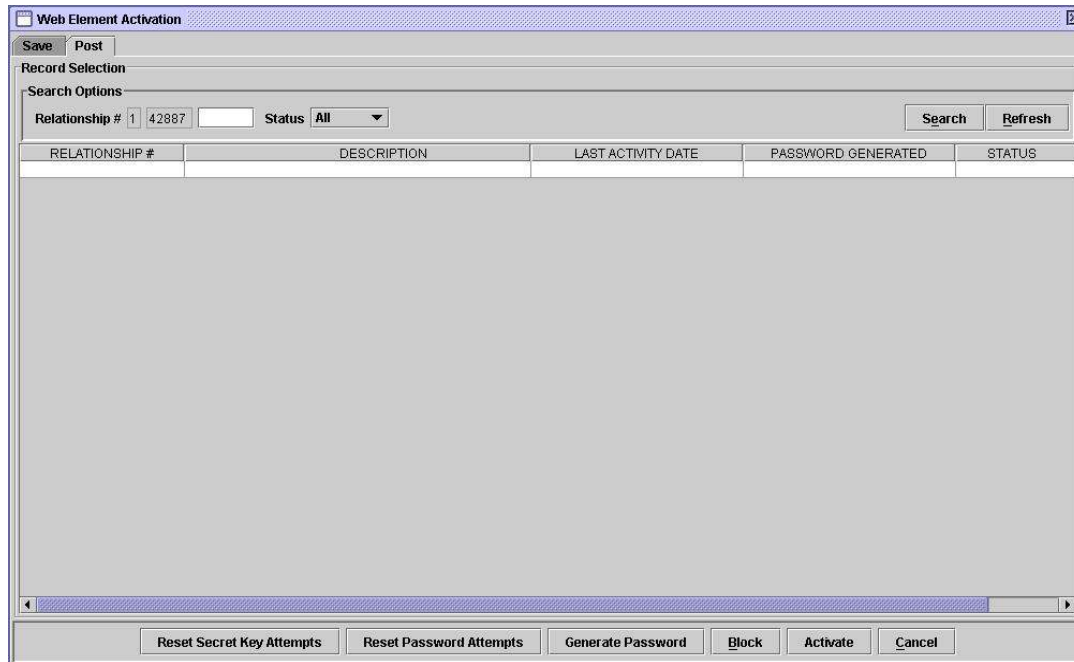 Web Element Activation
Save Post
Record Selection
Search Options
Relationship # 1 42887 Status All Search Refresh
RELATIONSHIP # DESCRIPTION LAST ACTIVITY DATE PASSWORD GENERATED STATUS
Reset Secret Key Attempts Reset Password Attempts Generate Password Block Activate Cancel